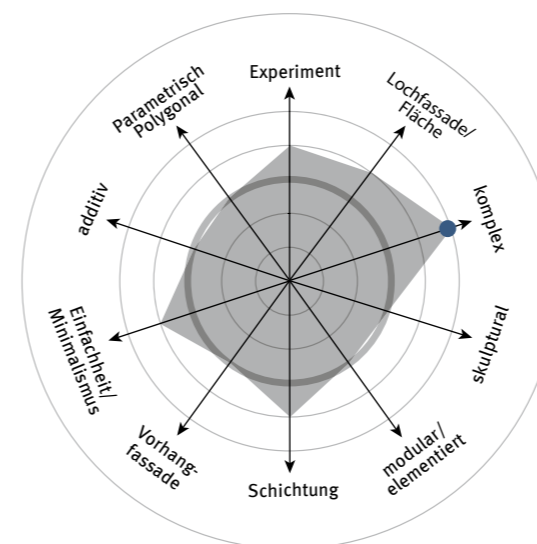 Experiment
Lochfassade/
Fläche
komplex
skulptural
modular/
elementiert
Schichtung
Vorhang-
fassade
Einfachheit/
Minimalismus
additiv
Parametrisch
Polygonal